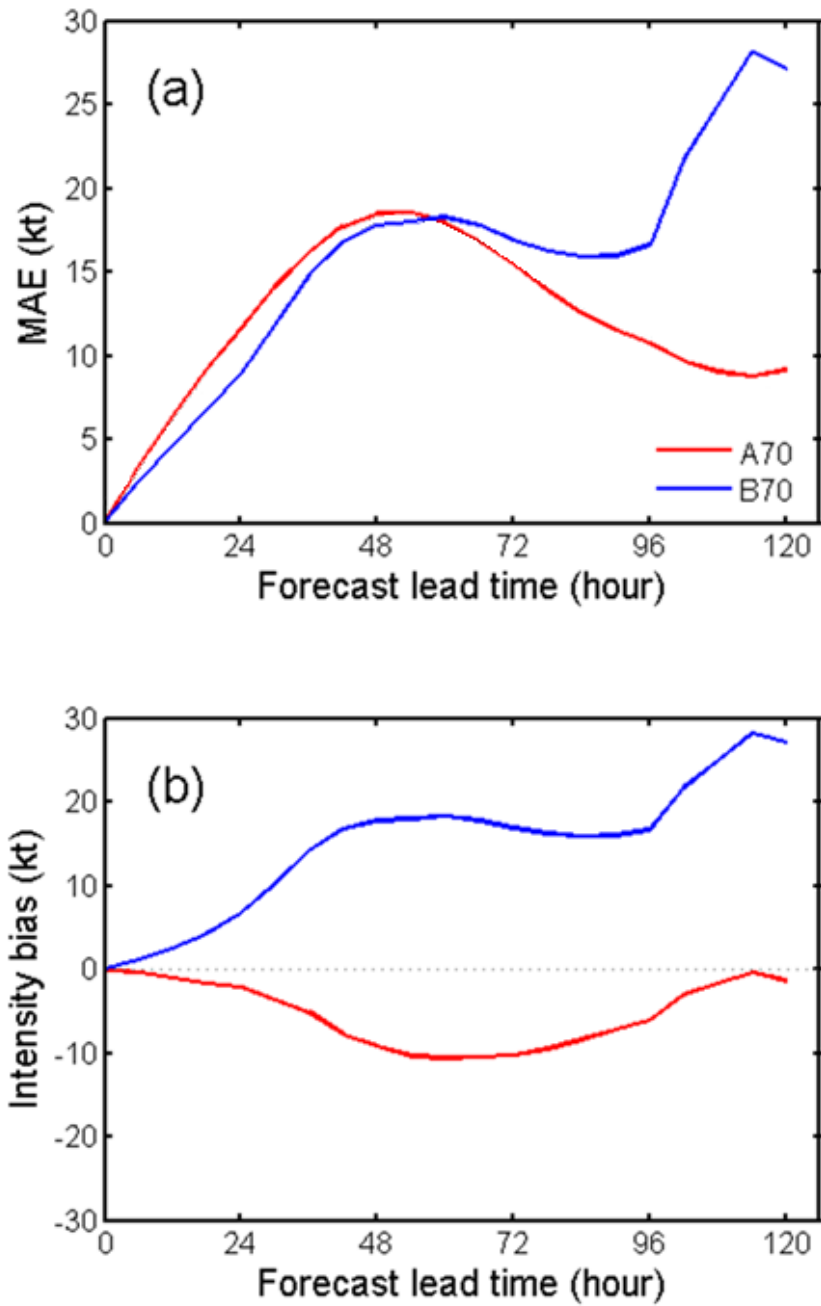 (a)
MAE (kt)
30
25
20
15
10
5
0
A70
B70
0 24 48 72 96 120
Forecast lead time (hour)
(b)
Intensity bias (kt)
30
20
10
0
-10
-20
-30
0 24 48 72 96 120
Forecast lead time (hour)